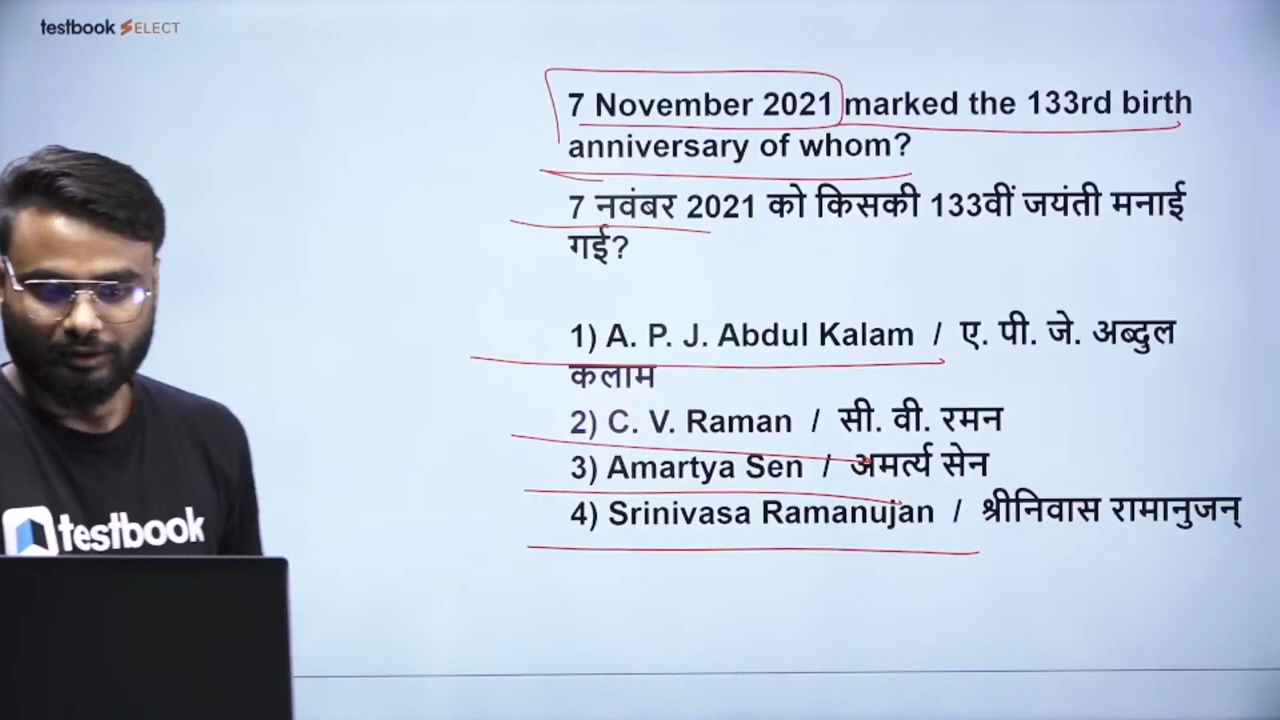 testbook SELECT
7 November 2021 marked the 133rd birth
anniversary of whom?
7 नवंबर 2021 को किसकी 133वीं जयंती मनाई
गई?
1) A. P. J. Abdul Kalam / ए. पी. जे. अब्दुल
कलाम
2) C. V. Raman / सी. वी. रमन
3) Amartya Sen / अमर्त्य सेन
4) Srinivasa Ramanujan / श्रीनिवास रामानुजन्
testbook